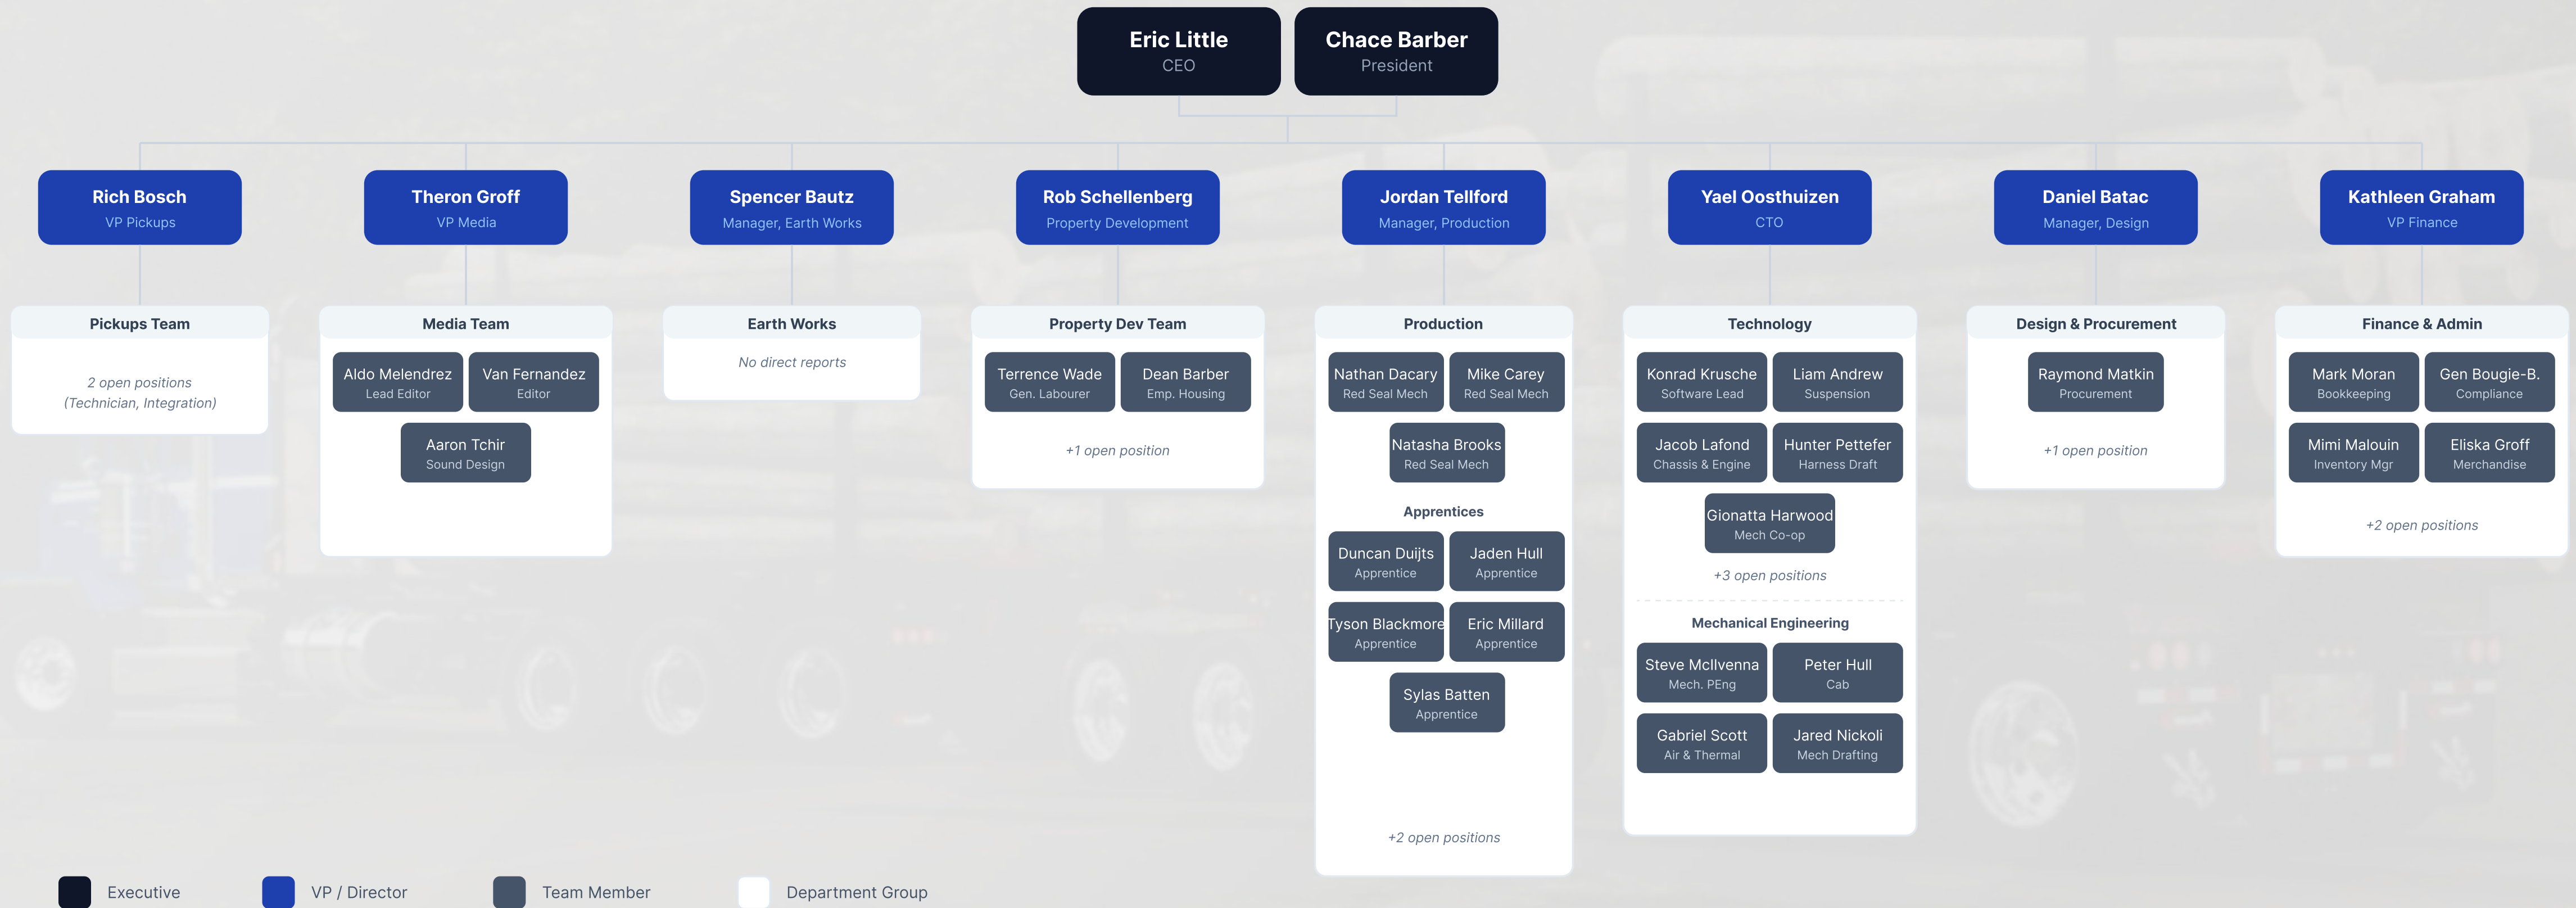 Eric Little
CEO
Chace Barber
President
Rich Bosch
VP Pickups
Theron Groff
VP Media
Spencer Bautz
Manager, Earth Works
Rob Schellenberg
Property Development
Jordan Tellford
Manager, Production
Yael Oosthuizen
CTO
Daniel Batac
Manager, Design
Kathleen Graham
VP Finance
Pickups Team
2 open positions
(Technician, Integration)
Media Team
Aldo Melendrez
Lead Editor
Van Fernandez
Editor
Aaron Tchir
Sound Design
Earth Works
No direct reports
Property Dev Team
Terrence Wade
Gen. Labourer
Dean Barber
Emp. Housing
+1 open position
Production
Nathan Dacary
Red Seal Mech
Mike Carey
Red Seal Mech
Natasha Brooks
Red Seal Mech
Apprentices
Duncan Duijts
Apprentice
Jaden Hull
Apprentice
Tyson Blackmore
Apprentice
Eric Millard
Apprentice
Sylas Batten
Apprentice
+2 open positions
Technology
Konrad Krusche
Software Lead
Liam Andrew
Suspension
Jacob Lafond
Chassis & Engine
Hunter Pettefer
Harness Draft
Gionatta Harwood
Mech Co-op
+3 open positions
Mechanical Engineering
Steve McIlvenna
Mech. PEng
Peter Hull
Cab
Gabriel Scott
Air & Thermal
Jared Nickoli
Mech Drafting
Design & Procurement
Raymond Matkin
Procurement
+1 open position
Finance & Admin
Mark Moran
Bookkeeping
Gen Bougie-B.
Compliance
Mimi Malouin
Inventory Mgr
Eliska Groff
Merchandise
+2 open positions
Executive
VP / Director
Team Member
Department Group